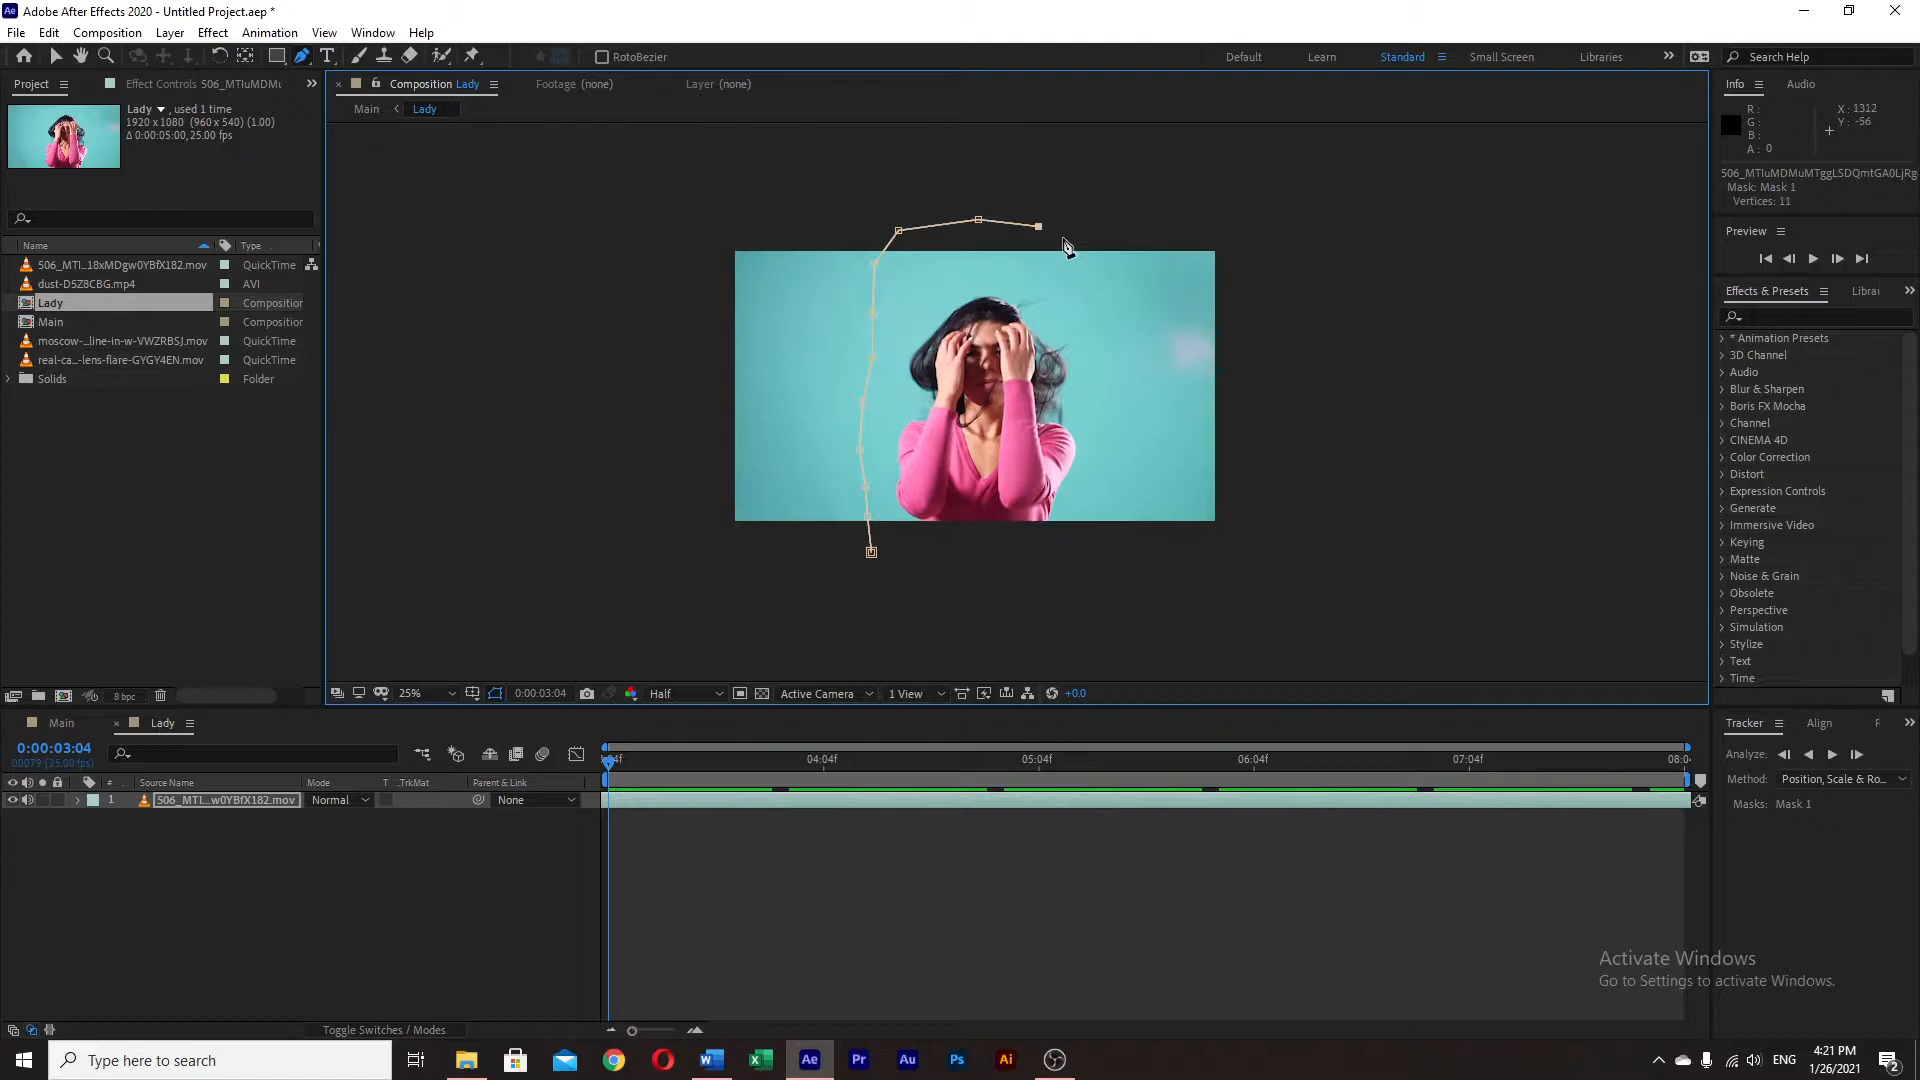 Adobe After Effects 2020 - Untitled Project.aep *
File Edit Composition Layer Effect Animation View Window Help
RotoBezier Default Learn Standard Small Screen Libraries Search Help
Project Effect Controls 506_MTIuMDMu
Composition Lady Footage (none) Layer (none) Info Audio
Main Lady
Lady , used 1 time
1920 x 1080 (960 x 540) (1.00)
Δ 0:00:05:00, 25.00 fps
R :
G :
B :
A : 0
X : 1312
Y : -56
506_MTIuMDMuMTggLSDQmtGA0LjRg
Mask: Mask 1
Vertices: 11
Preview
Effects & Presets Librai
Name Type
506_MTI...18xMDgw0YBfX182.mov QuickTime
dust-D5Z8CBG.mp4 AVI
Lady Composition
Main Composition
moscow-...line-in-w-VWZRBSJ.mov QuickTime
real-ca...-lens-flare-GYGY4EN.mov QuickTime
Solids Folder
* Animation Presets
3D Channel
Audio
Blur & Sharpen
Boris FX Mocha
Channel
CINEMA 4D
Color Correction
Distort
Expression Controls
Generate
Immersive Video
Keying
Matte
Noise & Grain
Obsolete
Perspective
Simulation
Stylize
Text
Time
8 bpc
25% 0:00:03:04 Half Active Camera 1 View +0.0
Main Lady
Tracker Align F
0:00:03:04
00079 (25.00 fps)
04f 04:04f 05:04f 06:04f 07:04f 08:0
Analyze:
# Source Name Mode T .TrkMat Parent & Link
Method: Position, Scale & Ro...
1 506_MTI...w0YBfX182.mov Normal None
Masks: Mask 1
Activate Windows
Go to Settings to activate Windows.
Toggle Switches / Modes
Type here to search
Ae Pr Au Ps Ai
ENG
4:21 PM
1/26/2021
2